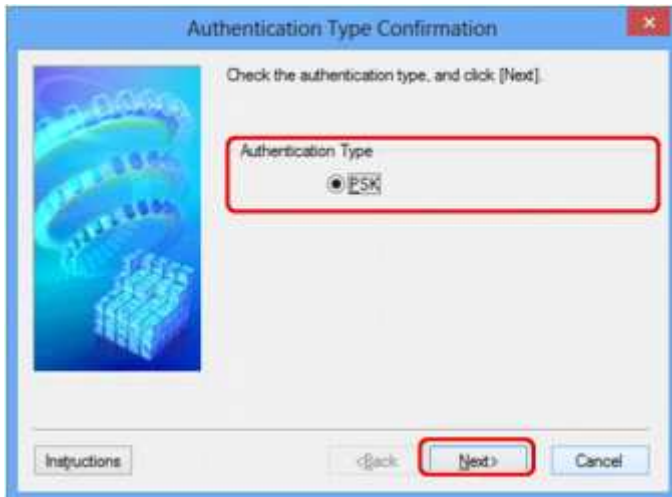 Authentication Type Confirmation
Check the authentication type, and click [Next].
Authentication Type
PSK
Instructions
<Back
Next>
Cancel